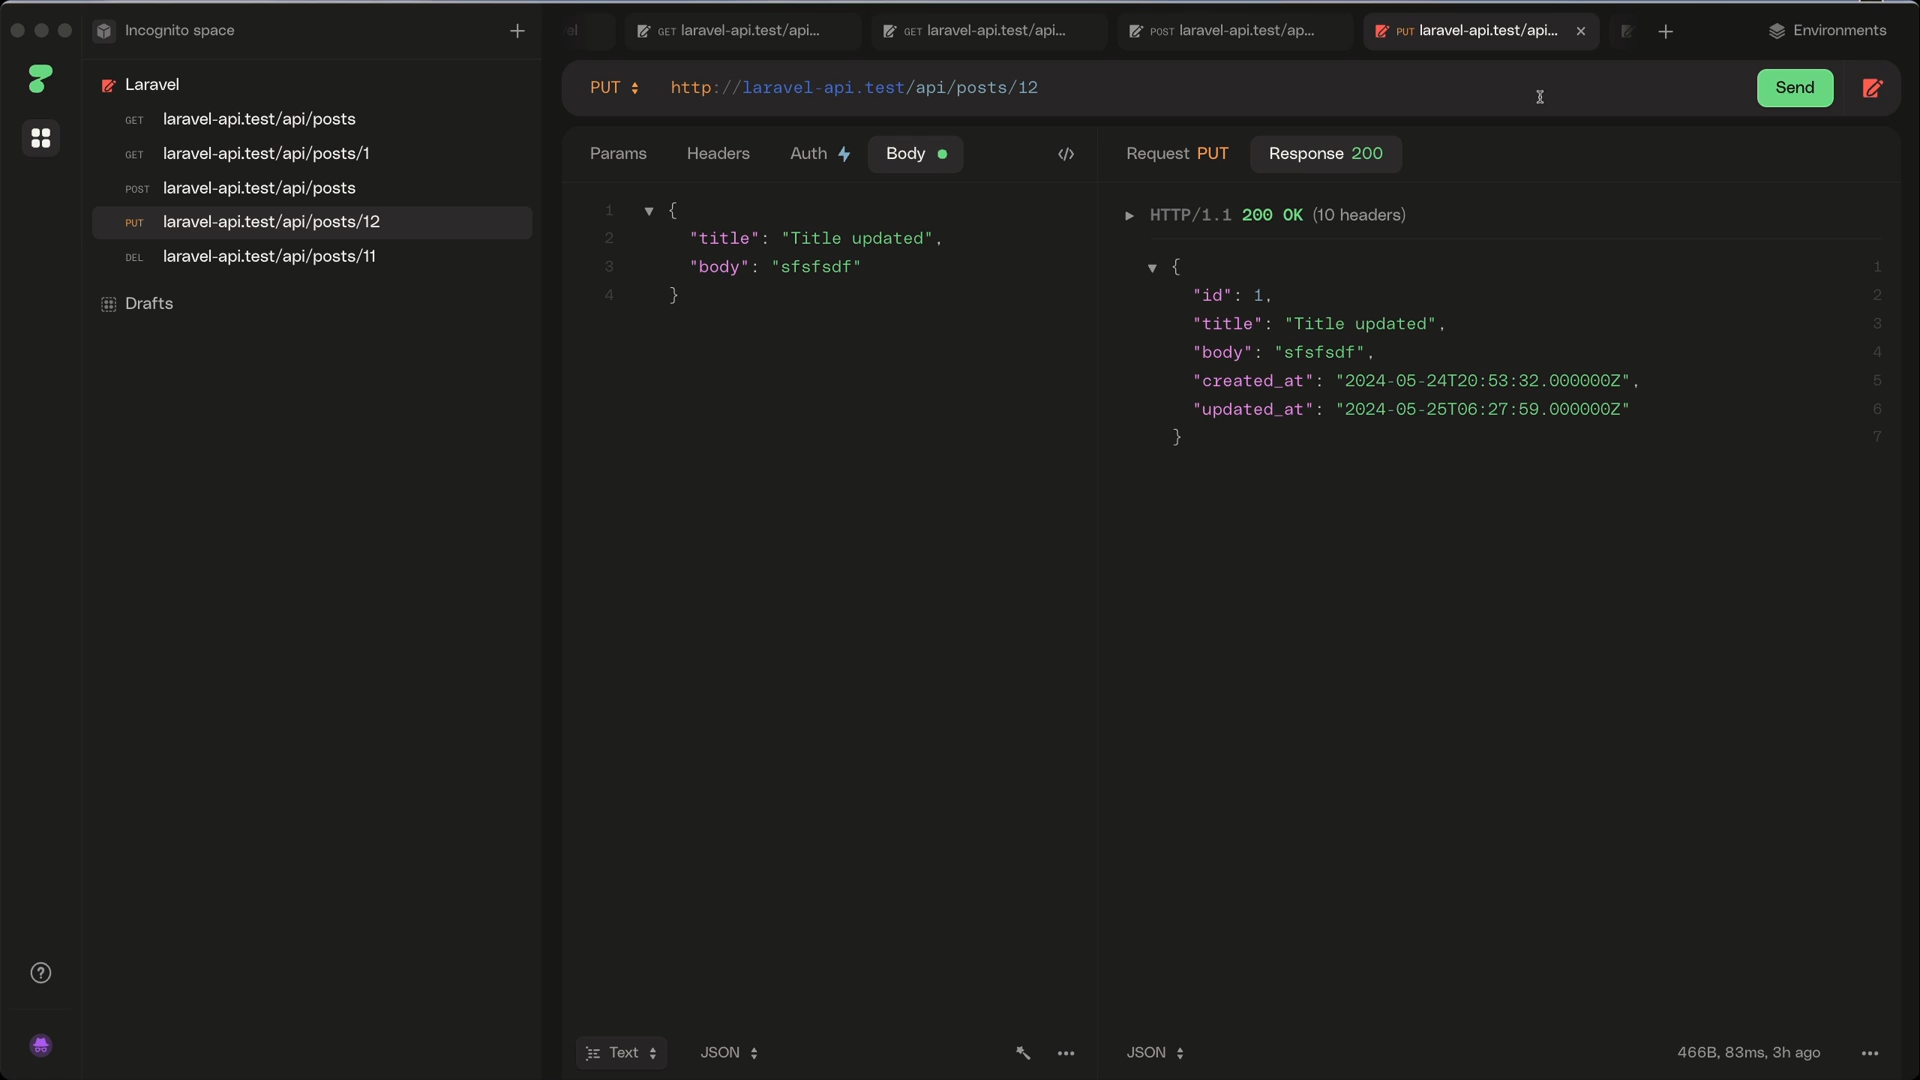 Incognito space
GET laravel-api.test/api...
GET laravel-api.test/api...
POST laravel-api.test/ap...
PUT laravel-api.test/api...
Environments
PUT http://laravel-api.test/api/posts/12
Send
Laravel
GET laravel-api.test/api/posts
GET laravel-api.test/api/posts/1
POST laravel-api.test/api/posts
PUT laravel-api.test/api/posts/12
DEL laravel-api.test/api/posts/11
Drafts
Params Headers Auth Body </>
1 {
2 "title": "Title updated",
3 "body": "sfsfsdf"
4 }
Text JSON
Request PUT Response 200
HTTP/1.1 200 OK (10 headers)
{ 1
"id": 1, 2
"title": "Title updated", 3
"body": "sfsfsdf", 4
"created_at": "2024-05-24T20:53:32.000000Z", 5
"updated_at": "2024-05-25T06:27:59.000000Z" 6
} 7
JSON 466B, 83ms, 3h ago